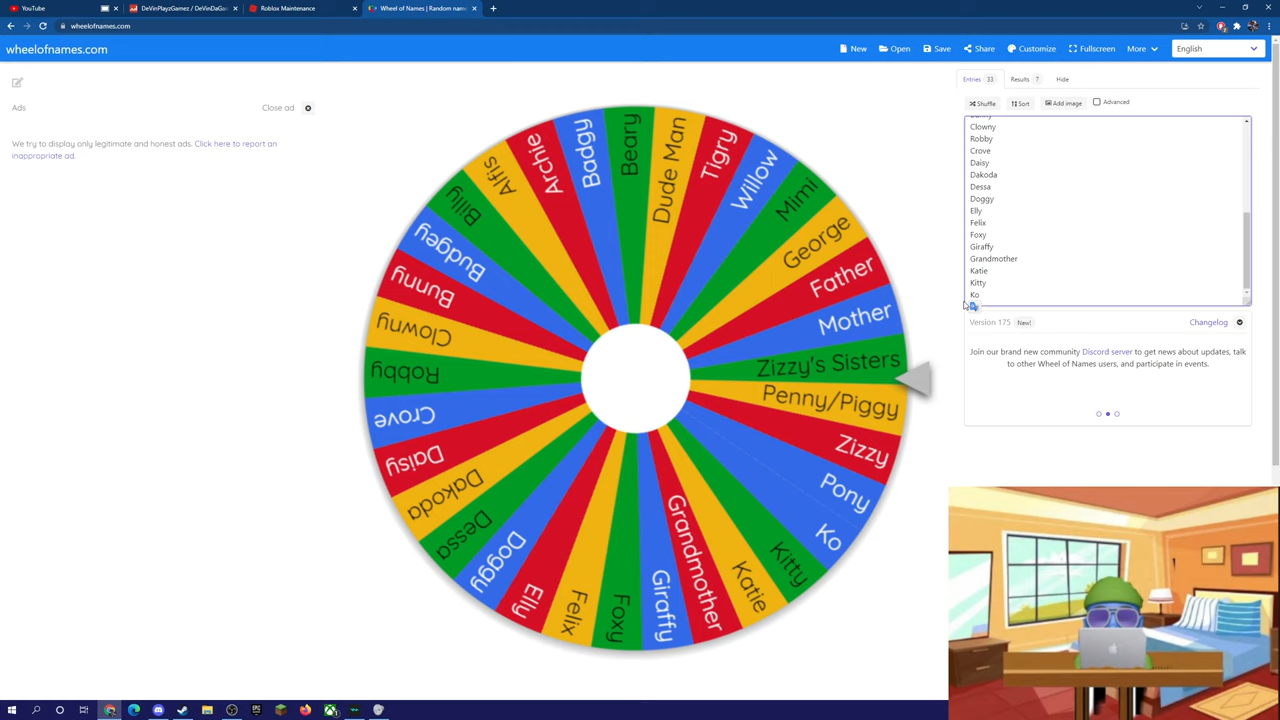 YouTube
DeVinPlayzGamez / DeVinDaGam
Roblox Maintenance
Wheel of Names | Random name
wheelofnames.com
wheelofnames.com
New
Open
Save
Share
Customize
Fullscreen
More
English
Ads
Close ad
We try to display only legitimate and honest ads. Click here to report an
inappropriate ad.
Entries 33
Results 7
Hide
Shuffle
Sort
Add image
Advanced
Clowny
Robby
Crove
Daisy
Dakoda
Dessa
Doggy
Elly
Felix
Foxy
Giraffy
Grandmother
Katie
Kitty
Ko
Version 175 New!
Changelog
Join our brand new community Discord server to get news about updates, talk
to other Wheel of Names users, and participate in events.
Beary
Dude Man
Tigry
Willow
Mimi
George
Father
Mother
Zizzy's Sisters
Penny/Piggy
Zizzy
Pony
Ko
Kitty
Katie
Grandmother
Giraffy
Foxy
Felix
Elly
Doggy
Dessa
Dakoda
Daisy
Crove
Robby
Clowny
Bunny
Budgey
Billy
Alfis
Archie
Badgy